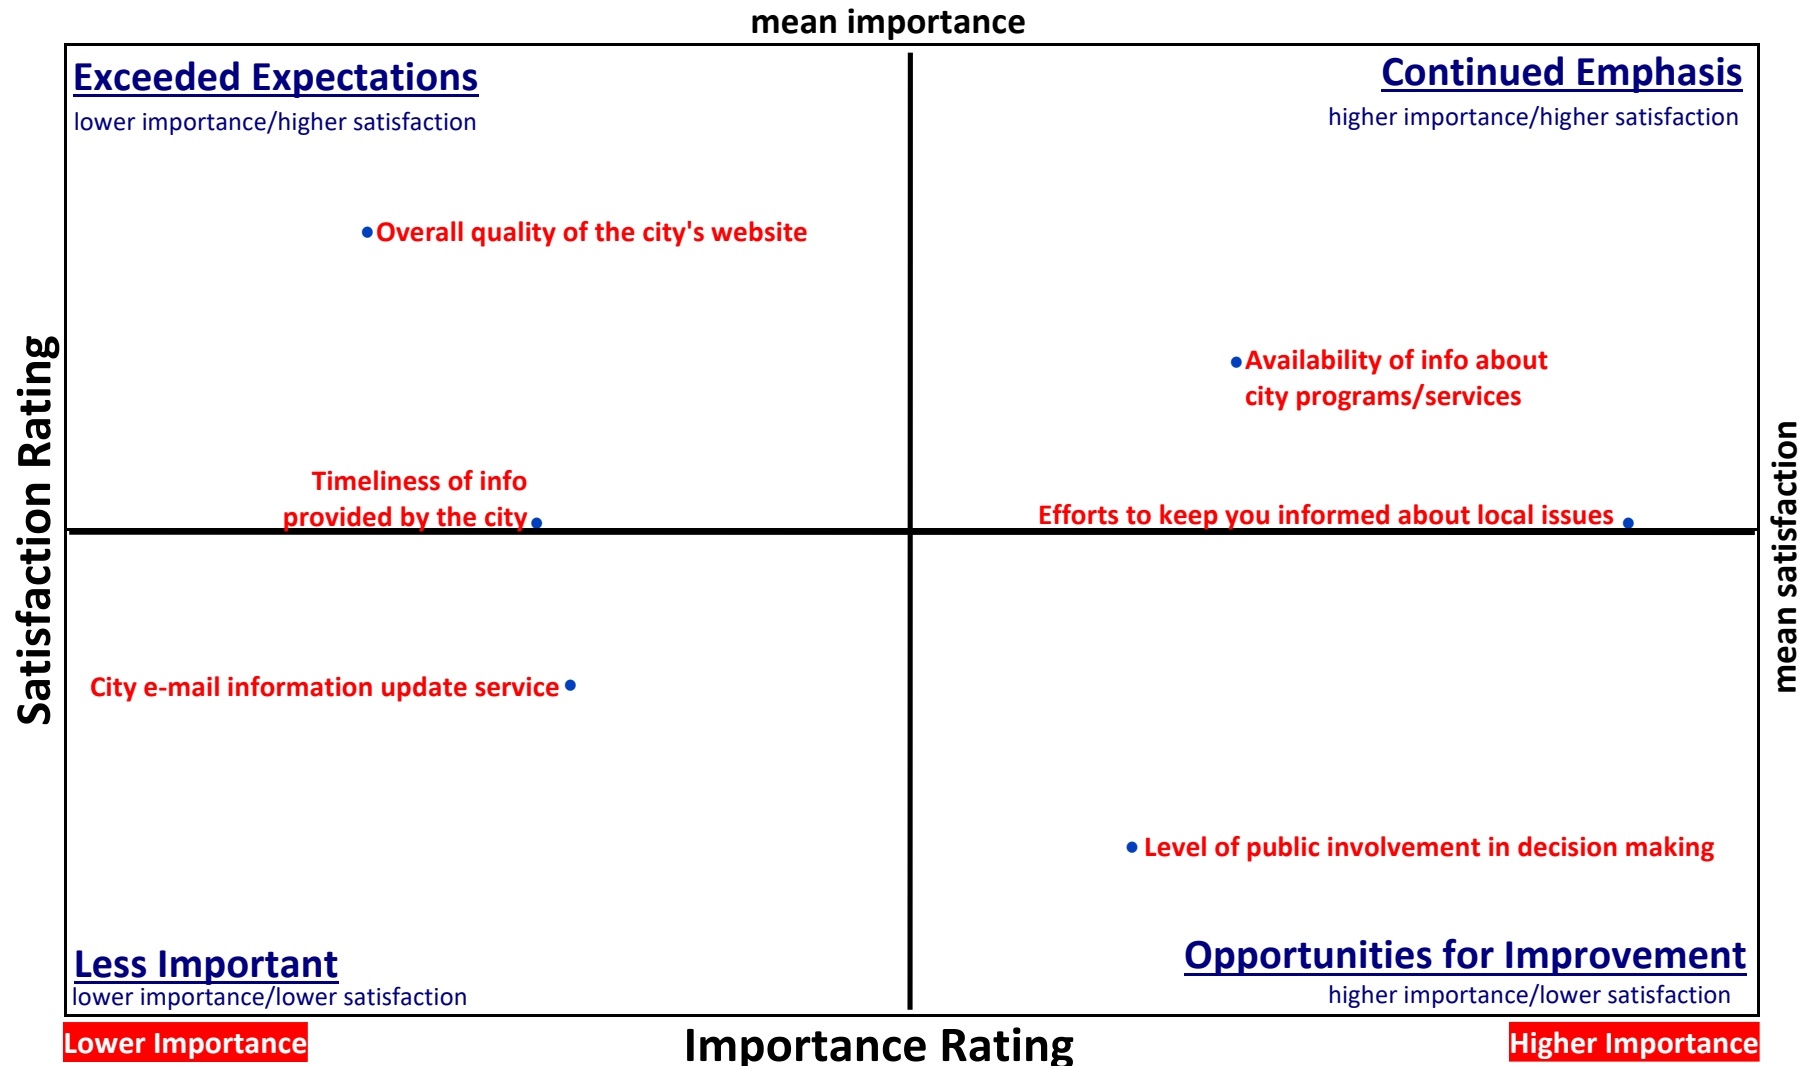 mean importance
Exceeded Expectations
lower importance/higher satisfaction
Continued Emphasis
higher importance/higher satisfaction
Overall quality of the city's website
Availability of info about
city programs/services
Timeliness of info
provided by the city
Efforts to keep you informed about local issues
Satisfaction Rating
mean satisfaction
City e-mail information update service
Level of public involvement in decision making
Less Important
lower importance/lower satisfaction
Opportunities for Improvement
higher importance/lower satisfaction
Lower Importance
Importance Rating
Higher Importance